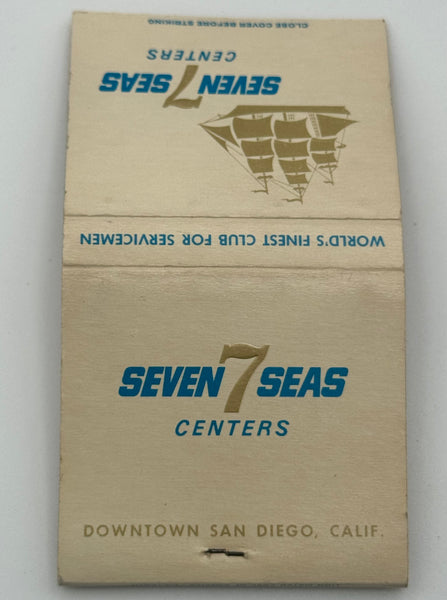 CLOSE COVER BEFORE STRIKING
SEVEN 7 SEAS
CENTERS
WORLD'S FINEST CLUB FOR SERVICEMEN
SEVEN 7 SEAS
CENTERS
DOWNTOWN SAN DIEGO, CALIF.